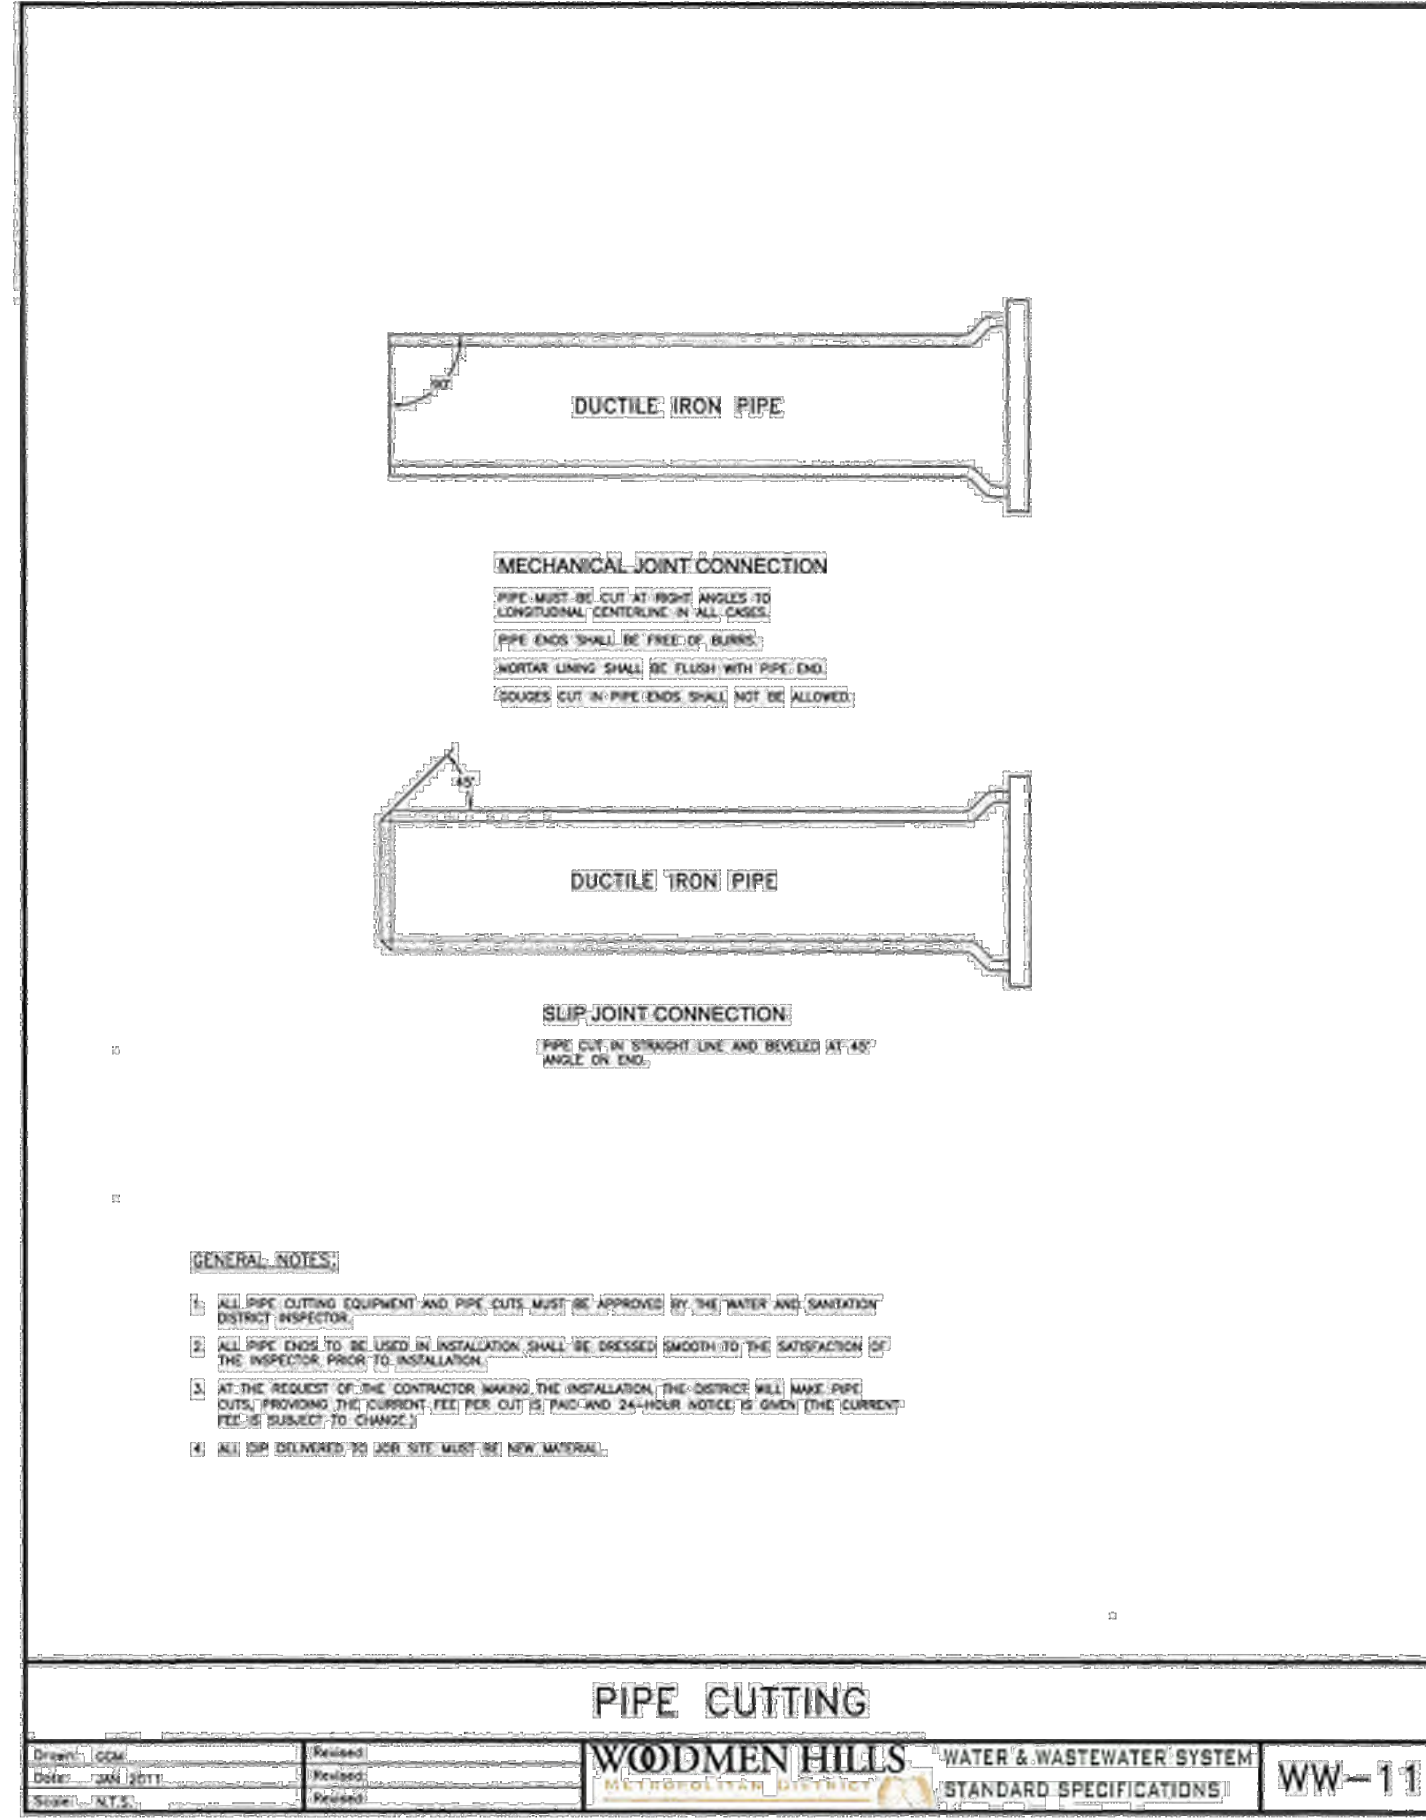 90°
DUCTILE IRON PIPE
MECHANICAL JOINT CONNECTION
PIPE MUST BE CUT AT RIGHT ANGLES TO
LONGITUDINAL CENTERLINE IN ALL CASES.
PIPE ENDS SHALL BE FREE OF BURRS.
MORTAR LINING SHALL BE FLUSH WITH PIPE END.
GOUGES CUT IN PIPE ENDS SHALL NOT BE ALLOWED.
45°
DUCTILE IRON PIPE
SLIP JOINT CONNECTION
PIPE CUT IN STRAIGHT LINE AND BEVELED AT 45°
ANGLE ON END.
GENERAL NOTES:
1. ALL PIPE CUTTING EQUIPMENT AND PIPE CUTS MUST BE APPROVED BY THE WATER AND SANITATION
DISTRICT INSPECTOR.
2. ALL PIPE ENDS TO BE USED IN INSTALLATION SHALL BE DRESSED SMOOTH TO THE SATISFACTION OF
THE INSPECTOR PRIOR TO INSTALLATION.
3. AT THE REQUEST OF THE CONTRACTOR MAKING THE INSTALLATION, THE DISTRICT WILL MAKE PIPE
CUTS, PROVIDING THE CURRENT FEE PER CUT IS PAID AND 24-HOUR NOTICE IS GIVEN (THE CURRENT
FEE IS SUBJECT TO CHANGE.)
4. ALL DIP DELIVERED TO JOB SITE MUST BE NEW MATERIAL.
PIPE CUTTING
Drawn: GCM
Date: JAN 2011
Scale: N.T.S.
Revised:
Revised:
Revised:
WOODMEN HILLS
METROPOLITAN DISTRICT
WATER & WASTEWATER SYSTEM
STANDARD SPECIFICATIONS
WW-11